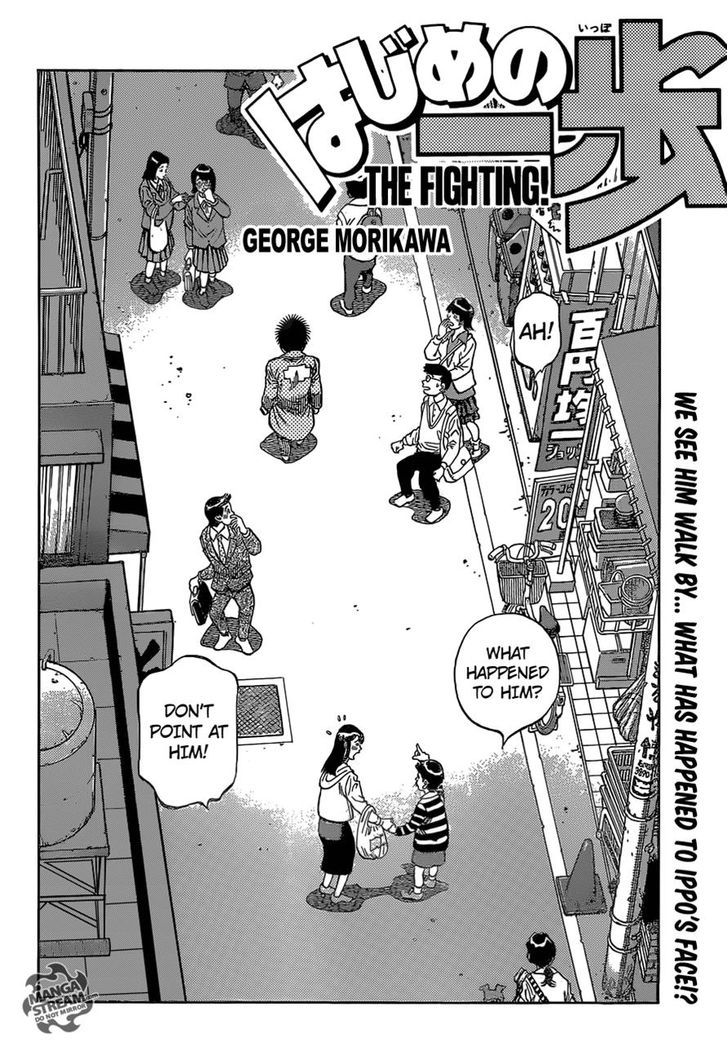 いっぽ
はじめの一歩
THE FIGHTING!
GEORGE MORIKAWA
AH!
百円均一
ショップ
20
WHAT
HAPPENED
TO HIM?
DON'T
POINT AT
HIM!
WE SEE HIM WALK BY... WHAT HAS HAPPENED TO IPPO'S FACE!?
MANGA
STREAM
DO NOT MIRROR